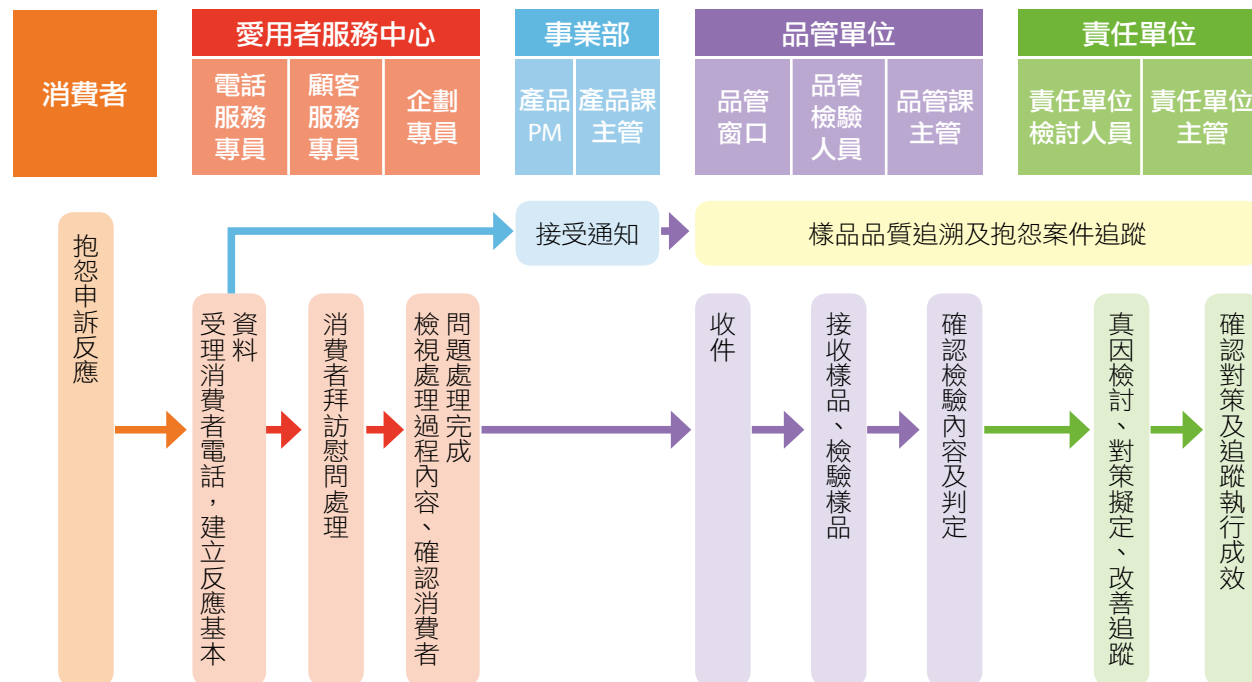 消費者
愛用者服務中心
電話
服務
專員
顧客
服務
專員
企劃
專員
事業部
產品
PM
產品課
主管
品管單位
品管
窗口
品管
檢驗
人員
品管課
主管
責任單位
責任單位
檢討人員
責任單位
主管
接受通知
樣品品質追溯及抱怨案件追蹤
抱怨申訴反應
受理消費者電話，建立反應基本
資料
消費者拜訪慰問處理
檢視處理過程內容、確認消費者
問題處理完成
收件
接收樣品、檢驗樣品
確認檢驗內容及判定
真因檢討、對策擬定、改善追蹤
確認對策及追蹤執行成效